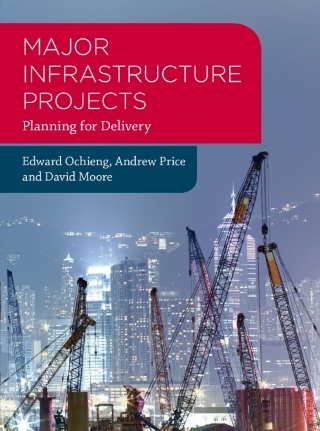 MAJOR
INFRASTRUCTURE
PROJECTS
Planning for Delivery
Edward Ochieng, Andrew Price
and David Moore